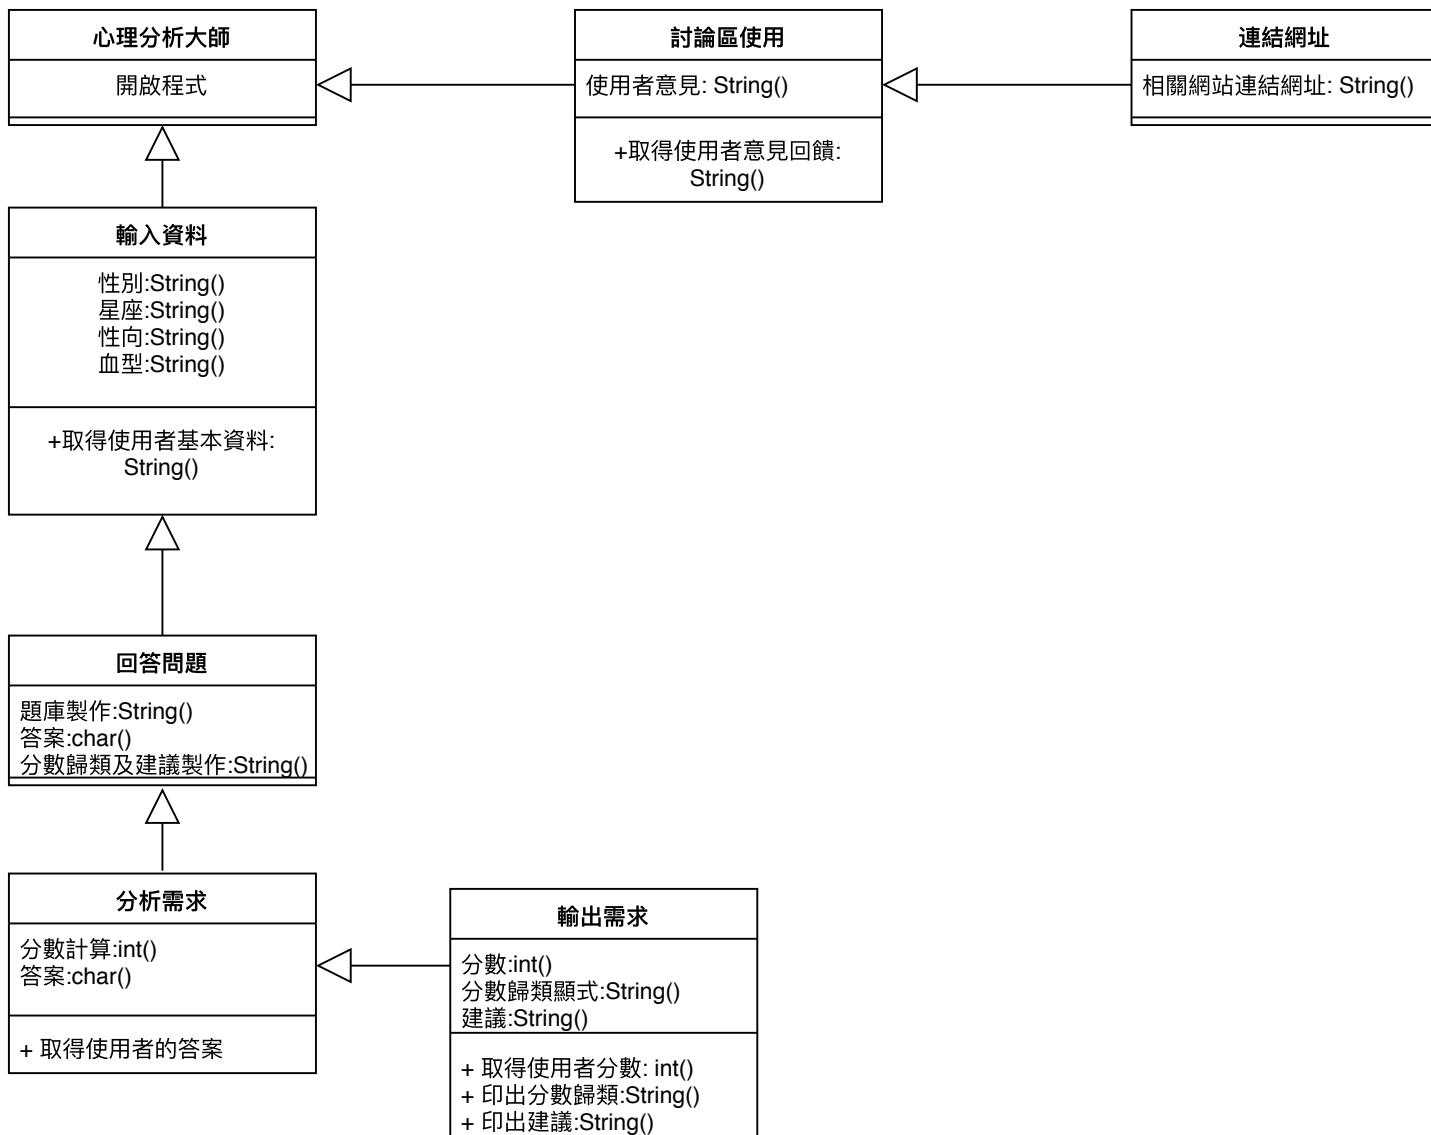 心理分析大師
開啟程式
討論區使用
使用者意見: String()
+取得使用者意見回饋:
String()
連結網址
相關網站連結網址: String()
輸入資料
性別:String()
星座:String()
性向:String()
血型:String()
+取得使用者基本資料:
String()
回答問題
題庫製作:String()
答案:char()
分數歸類及建議製作:String()
分析需求
分數計算:int()
答案:char()
+ 取得使用者的答案
輸出需求
分數:int()
分數歸類顯式:String()
建議:String()
+ 取得使用者分數: int()
+ 印出分數歸類:String()
+ 印出建議:String()